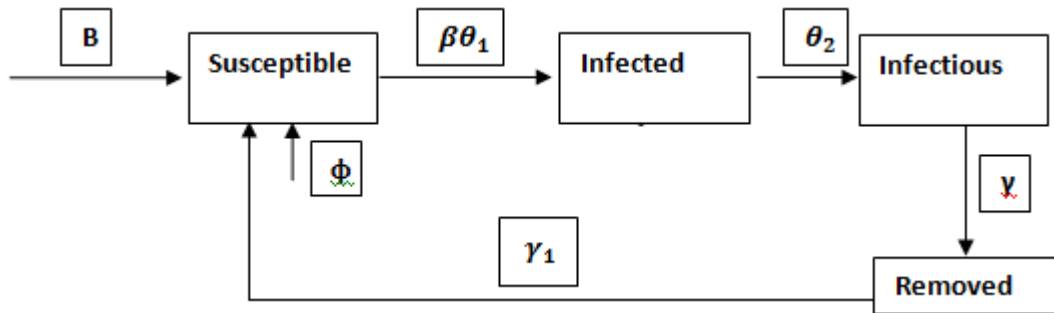 B
Susceptible
βθ₁
Infected
θ₂
Infectious
ϕ
γ
γ₁
Removed